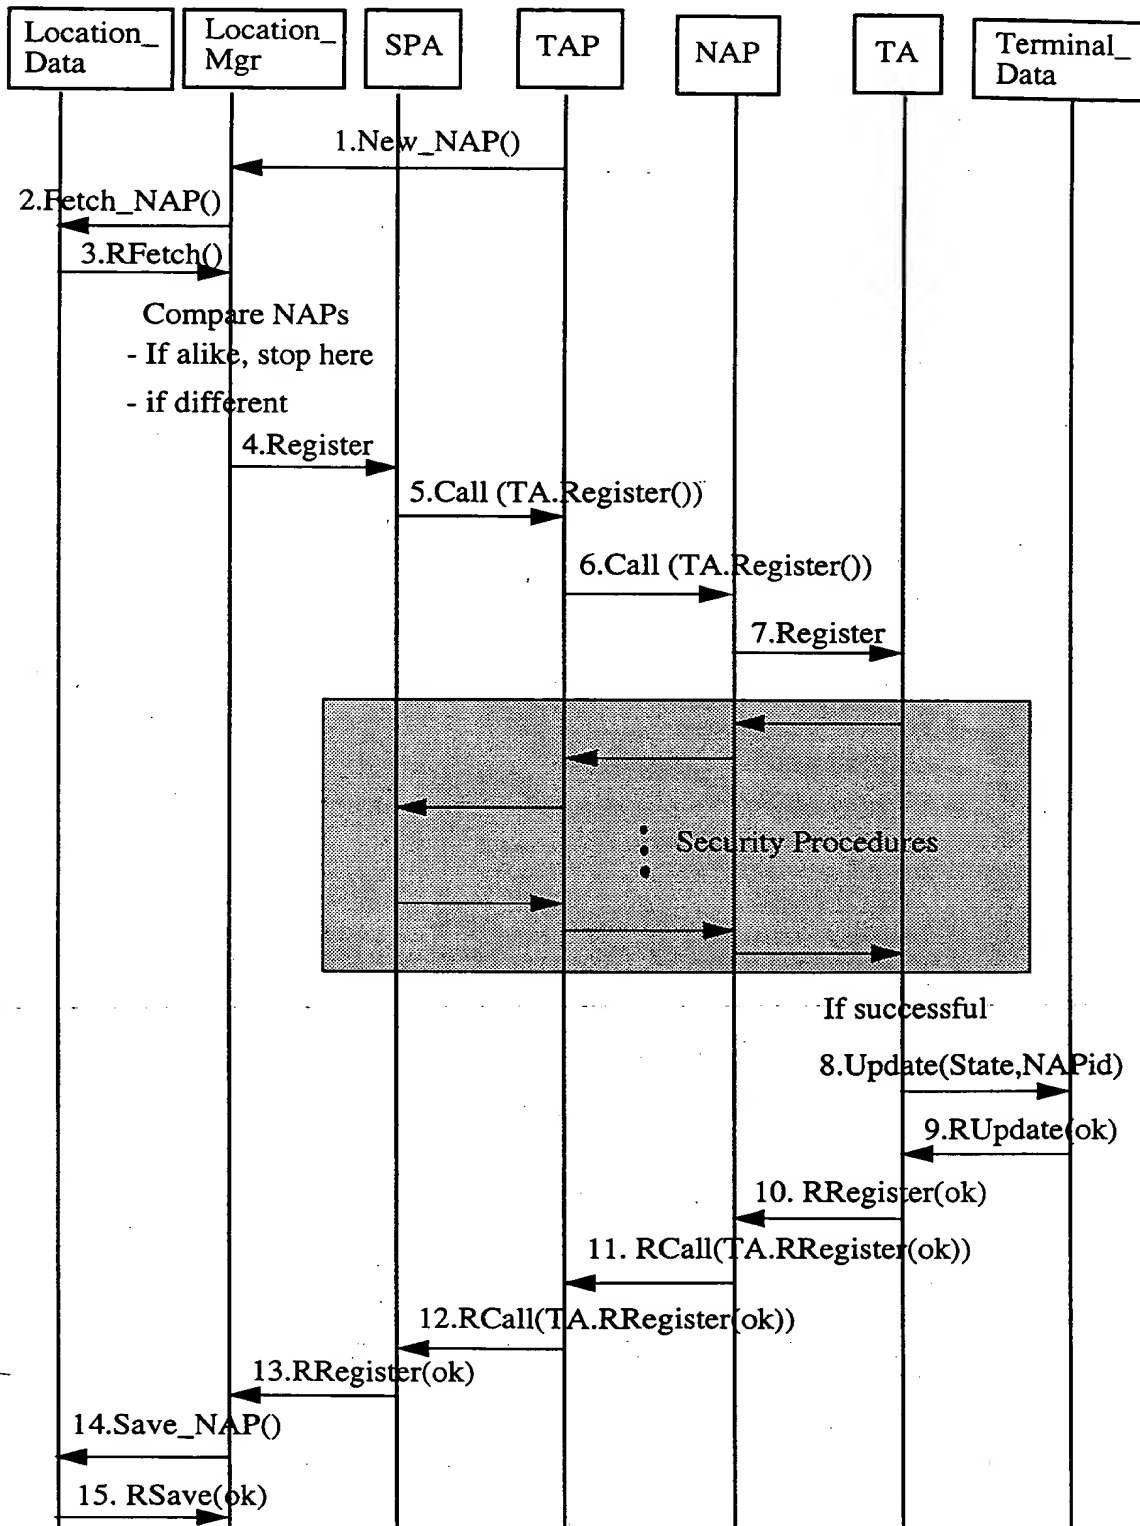 Location_
Data
Location_
Mgr
SPA
TAP
NAP
TA
Terminal_
Data
1.New_NAP()
2.Fetch_NAP()
3.RFetch()
Compare NAPs
- If alike, stop here
- if different
4.Register
5.Call (TA.Register())
6.Call (TA.Register())
7.Register
Security Procedures
If successful
8.Update(State,NAPid)
9.RUpdate(ok)
10. RRegister(ok)
11. RCall(TA.RRegister(ok))
12.RCall(TA.RRegister(ok))
13.RRegister(ok)
14.Save_NAP()
15. RSave(ok)